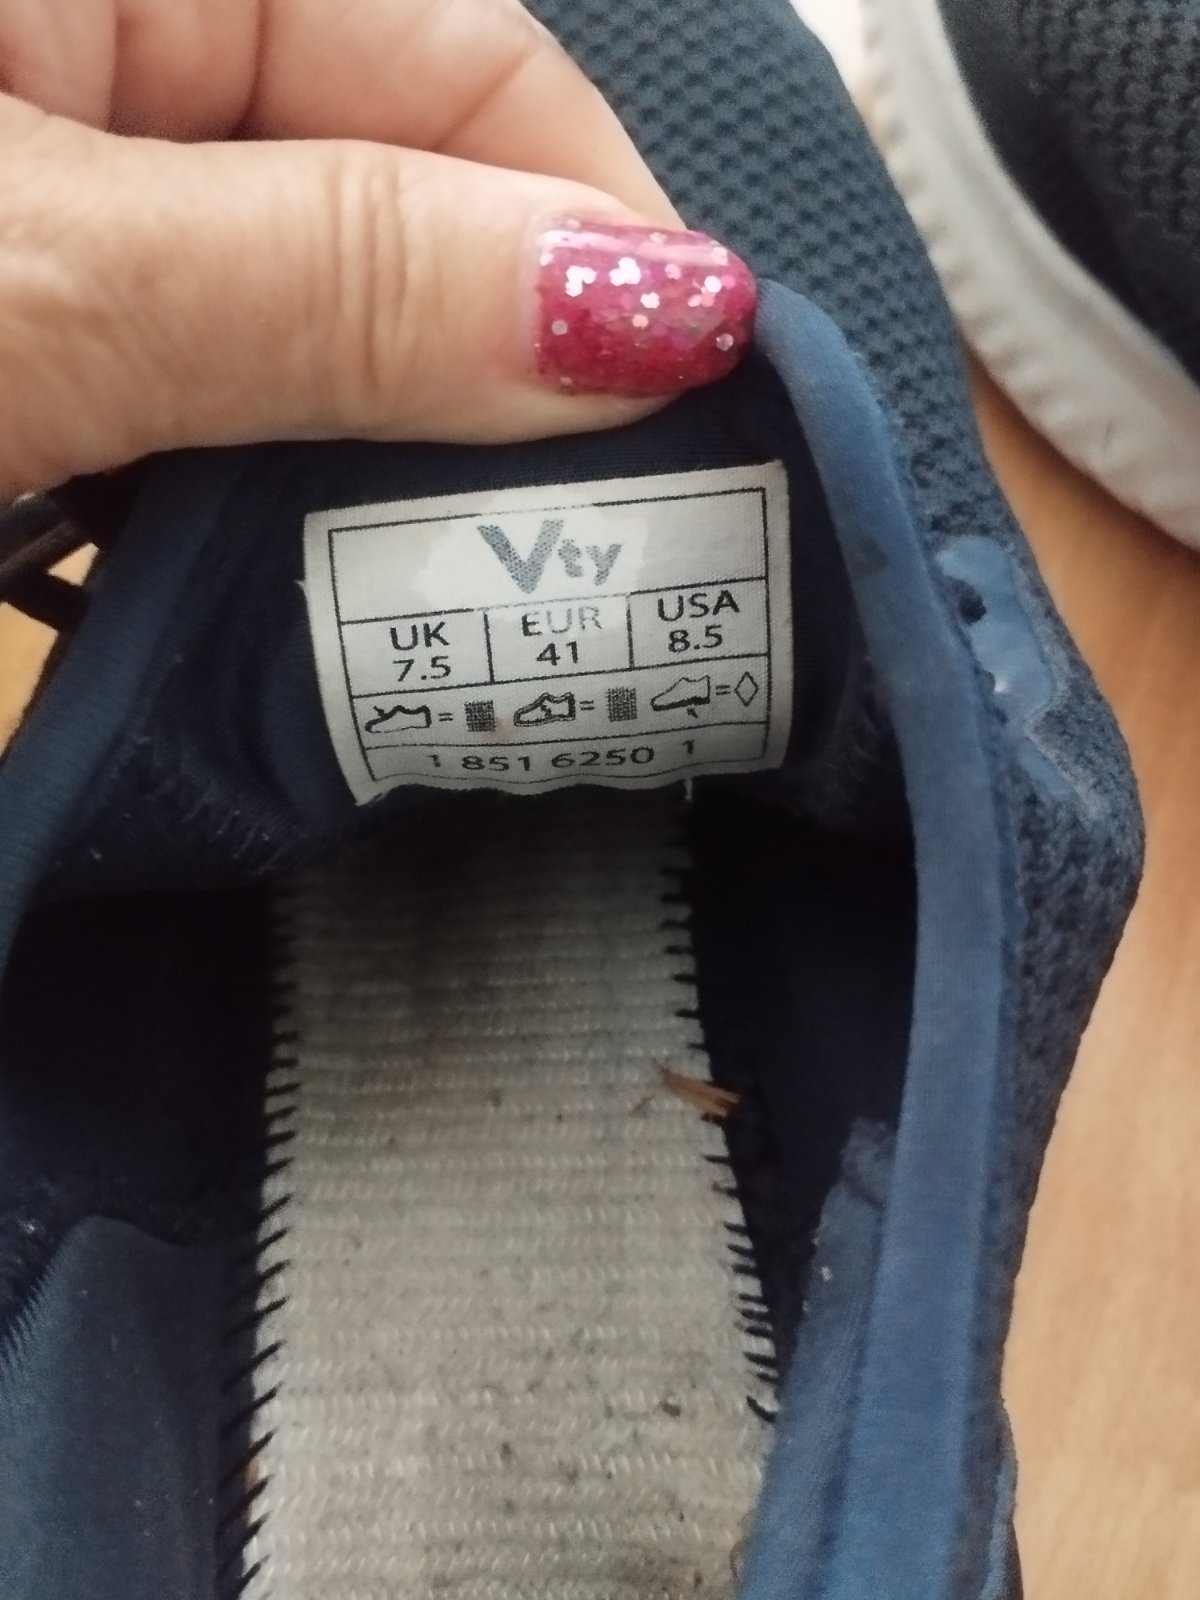 Vty
UK EUR USA
7.5 41 8.5
= = =
1 851 6250 1